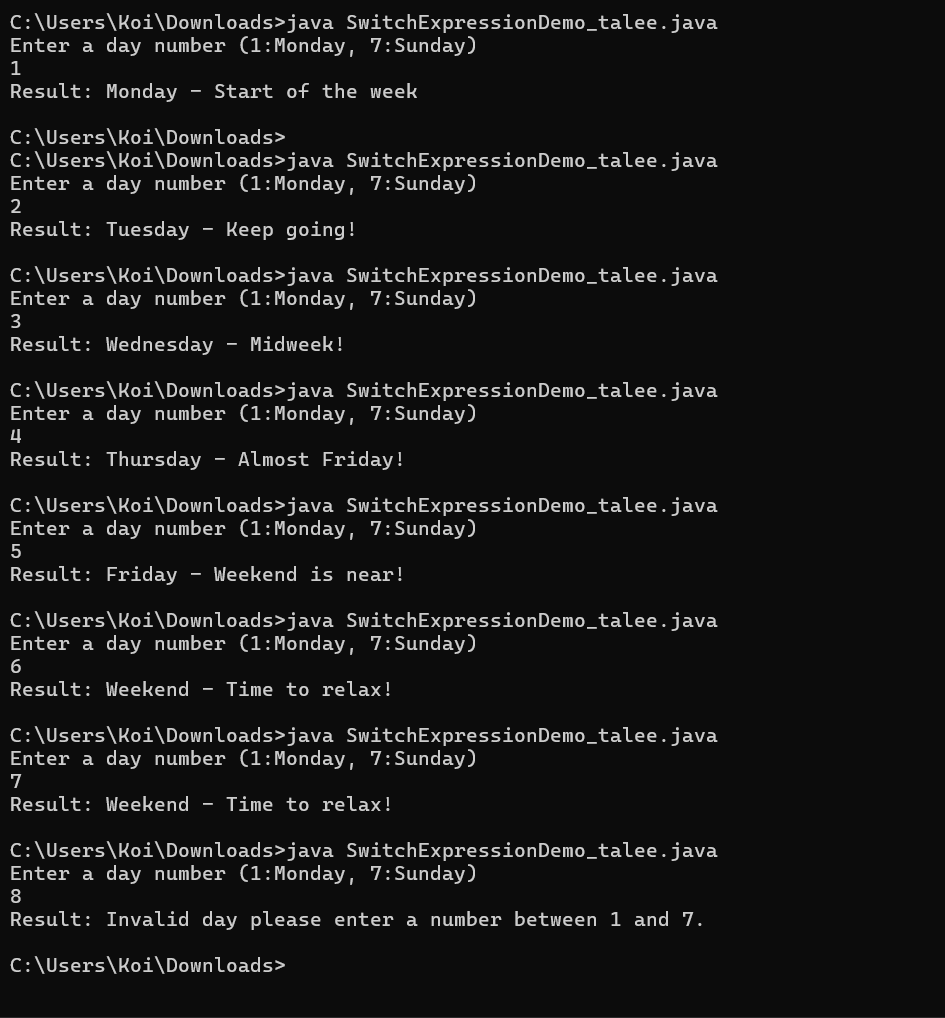 C:\Users\Koi\Downloads>java SwitchExpressionDemo_talee.java
Enter a day number (1:Monday, 7:Sunday)
1
Result: Monday - Start of the week
C:\Users\Koi\Downloads>
C:\Users\Koi\Downloads>java SwitchExpressionDemo_talee.java
Enter a day number (1:Monday, 7:Sunday)
2
Result: Tuesday - Keep going!
C:\Users\Koi\Downloads>java SwitchExpressionDemo_talee.java
Enter a day number (1:Monday, 7:Sunday)
3
Result: Wednesday - Midweek!
C:\Users\Koi\Downloads>java SwitchExpressionDemo_talee.java
Enter a day number (1:Monday, 7:Sunday)
4
Result: Thursday - Almost Friday!
C:\Users\Koi\Downloads>java SwitchExpressionDemo_talee.java
Enter a day number (1:Monday, 7:Sunday)
5
Result: Friday - Weekend is near!
C:\Users\Koi\Downloads>java SwitchExpressionDemo_talee.java
Enter a day number (1:Monday, 7:Sunday)
6
Result: Weekend - Time to relax!
C:\Users\Koi\Downloads>java SwitchExpressionDemo_talee.java
Enter a day number (1:Monday, 7:Sunday)
7
Result: Weekend - Time to relax!
C:\Users\Koi\Downloads>java SwitchExpressionDemo_talee.java
Enter a day number (1:Monday, 7:Sunday)
8
Result: Invalid day please enter a number between 1 and 7.
C:\Users\Koi\Downloads>